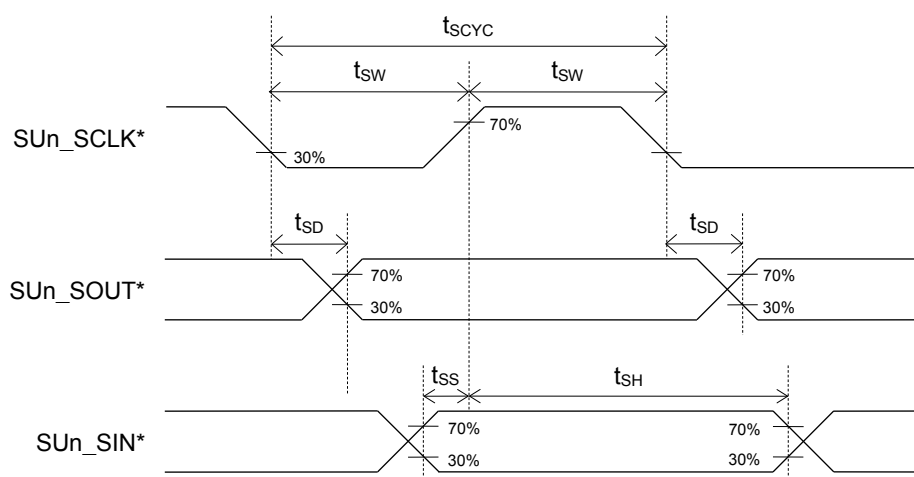 tSCYC
tSW tSW
SUn_SCLK*
70%
30%
tSD tSD
SUn_SOUT*
70% 70%
30% 30%
tSS tSH
SUn_SIN*
70% 70%
30% 30%